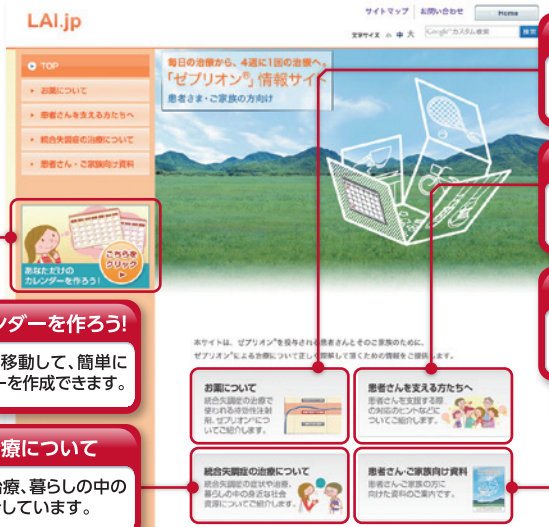 サイトマップ
お問い合わせ
Home
LAI.jp
文字サイズ 小 中 大
Google™カスタム検索
検索
TOP
お薬について
患者さんを支える方たちへ
統合失調症の治療について
患者さん・ご家族向け資料
毎日の治療から、4週に1回の治療へ。
「ゼプリオン®」情報サイト
患者さま・ご家族の方向け
こちらを
クリック
あなただけの
カレンダーを作ろう!
ンダーを作ろう!
移動して、簡単に
ーを作成できます。
本サイトは、ゼプリオン®を投与される患者さんとそのご家族のために、
ゼプリオン®による治療について正しく理解して頂くための情報をご提供します。
お薬について
統合失調症の治療で
使われる持効性注射
剤、ゼプリオン®につ
いてご紹介します。
患者さんを支える方たちへ
患者さんを支援する際
の対応のヒントなどに
ついてご紹介します。
療について
治療、暮らしの中の
しています。
統合失調症の治療について
統合失調症の症状や治療、
暮らしの中の身近な社会
資源についてご紹介します。
患者さん・ご家族向け資料
患者さん・ご家族の方に
向けた資料のご案内です。